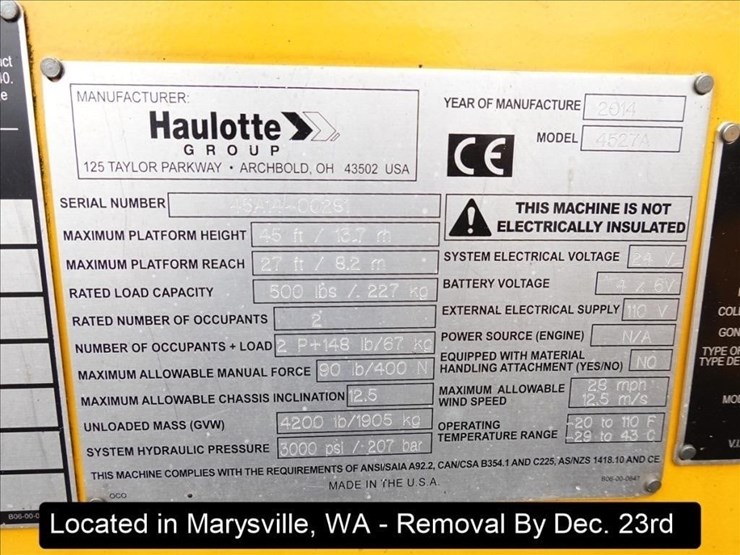 MANUFACTURER:
Haulotte
GROUP
125 TAYLOR PARKWAY • ARCHBOLD, OH 43502 USA
YEAR OF MANUFACTURE 2014
MODEL 4527A
CE
SERIAL NUMBER
THIS MACHINE IS NOT
ELECTRICALLY INSULATED
MAXIMUM PLATFORM HEIGHT 45 ft / 13.7 m
MAXIMUM PLATFORM REACH 27 ft / 8.2 m
RATED LOAD CAPACITY 500 lbs / 227 kg
RATED NUMBER OF OCCUPANTS 2
NUMBER OF OCCUPANTS + LOAD 2 P+148 lb/67 kg
MAXIMUM ALLOWABLE MANUAL FORCE 90 lb/400 N
MAXIMUM ALLOWABLE CHASSIS INCLINATION 12.5
UNLOADED MASS (GVW) 4200 lb/1905 kg
SYSTEM HYDRAULIC PRESSURE 3000 psi / 207 bar
SYSTEM ELECTRICAL VOLTAGE 24 V
BATTERY VOLTAGE 4 / 6V
EXTERNAL ELECTRICAL SUPPLY 110 V
POWER SOURCE (ENGINE) N/A
EQUIPPED WITH MATERIAL
HANDLING ATTACHMENT (YES/NO) NO
MAXIMUM ALLOWABLE 28 mph
WIND SPEED 12.5 m/s
OPERATING -20 to 110 F
TEMPERATURE RANGE -29 to 43 C
THIS MACHINE COMPLIES WITH THE REQUIREMENTS OF ANSI/SAIA A92.2, CAN/CSA B354.1 AND C225, AS/NZS 1418.10 AND CE
MADE IN THE U.S.A.
B06-00-0647
OCO
Located in Marysville, WA - Removal By Dec. 23rd